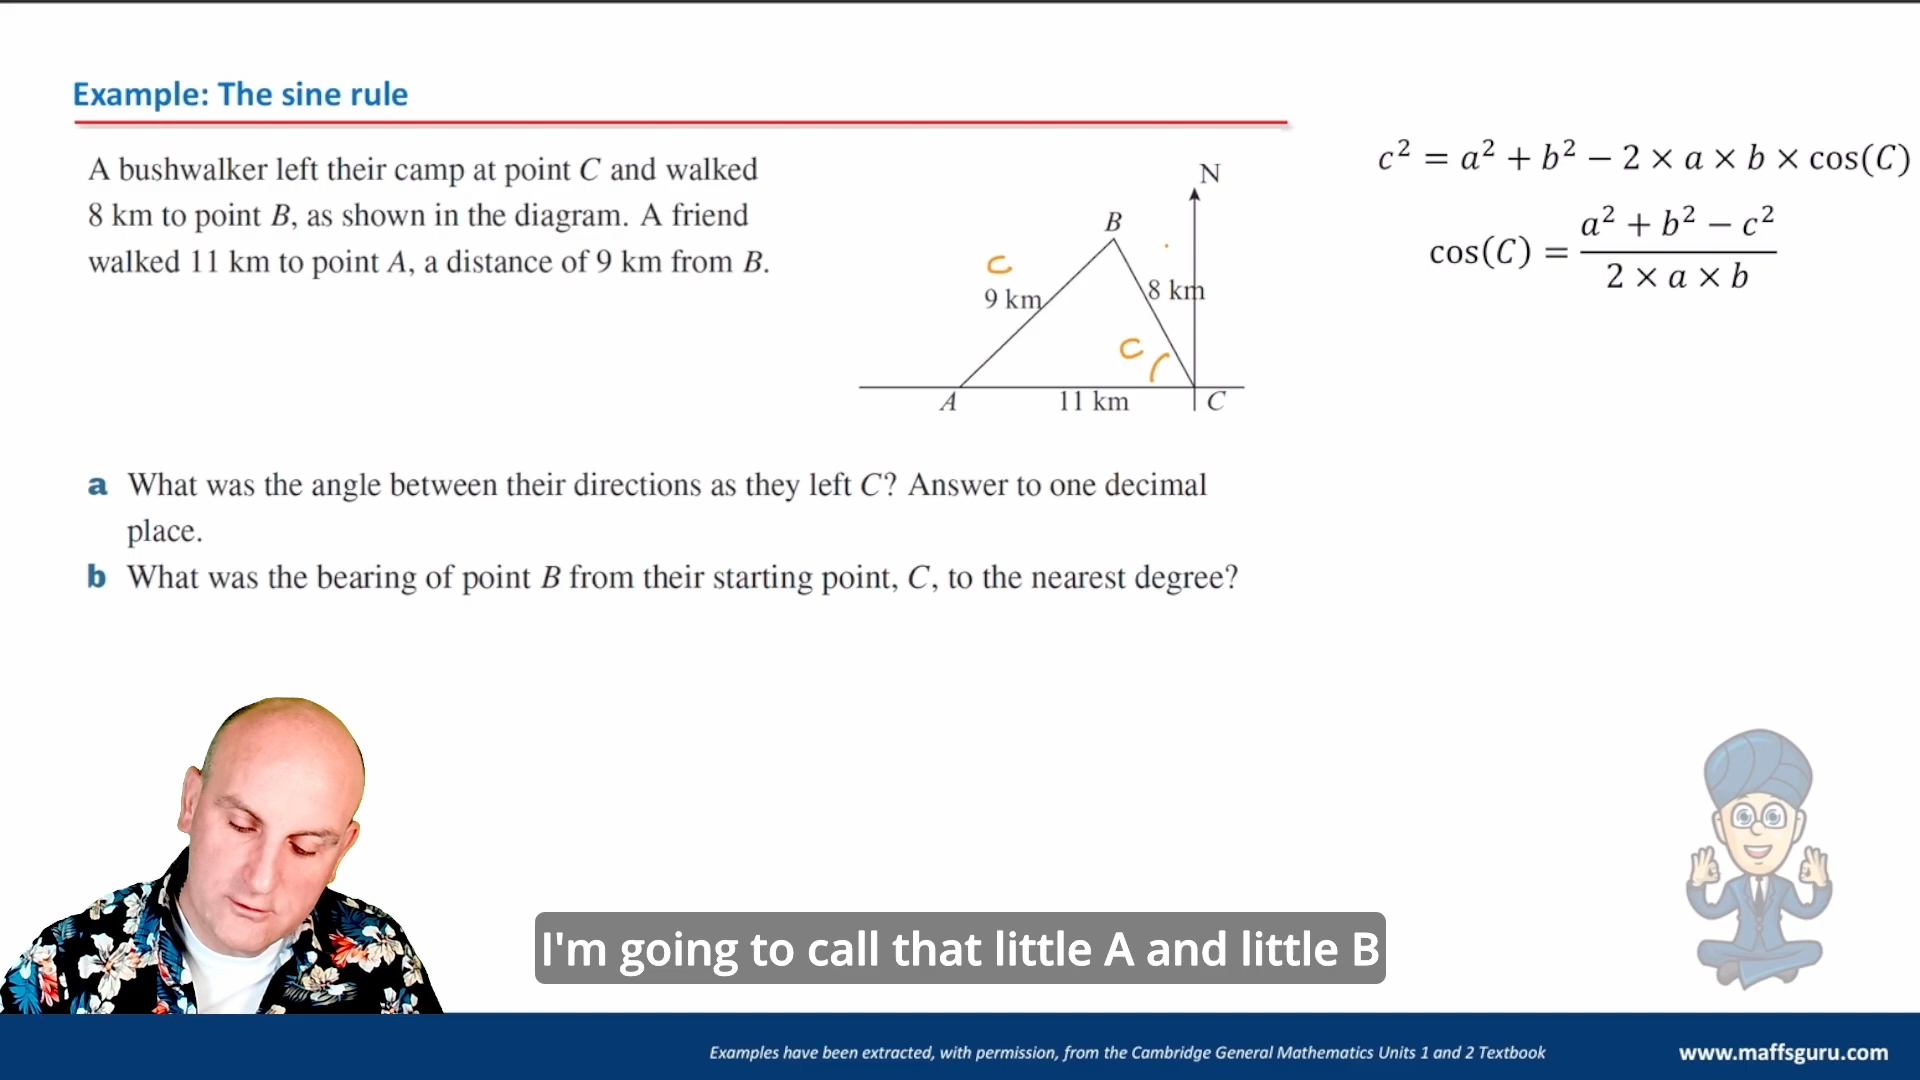 Example: The sine rule
A bushwalker left their camp at point C and walked
8 km to point B, as shown in the diagram. A friend
walked 11 km to point A, a distance of 9 km from B.
N
B
c
9 km
8 km
C
A
11 km
C
c² = a² + b² − 2 × a × b × cos(C)
cos(C) = (a² + b² − c²) / (2 × a × b)
a What was the angle between their directions as they left C? Answer to one decimal
place.
b What was the bearing of point B from their starting point, C, to the nearest degree?
I'm going to call that little A and little B
Examples have been extracted, with permission, from the Cambridge General Mathematics Units 1 and 2 Textbook
www.maffsguru.com